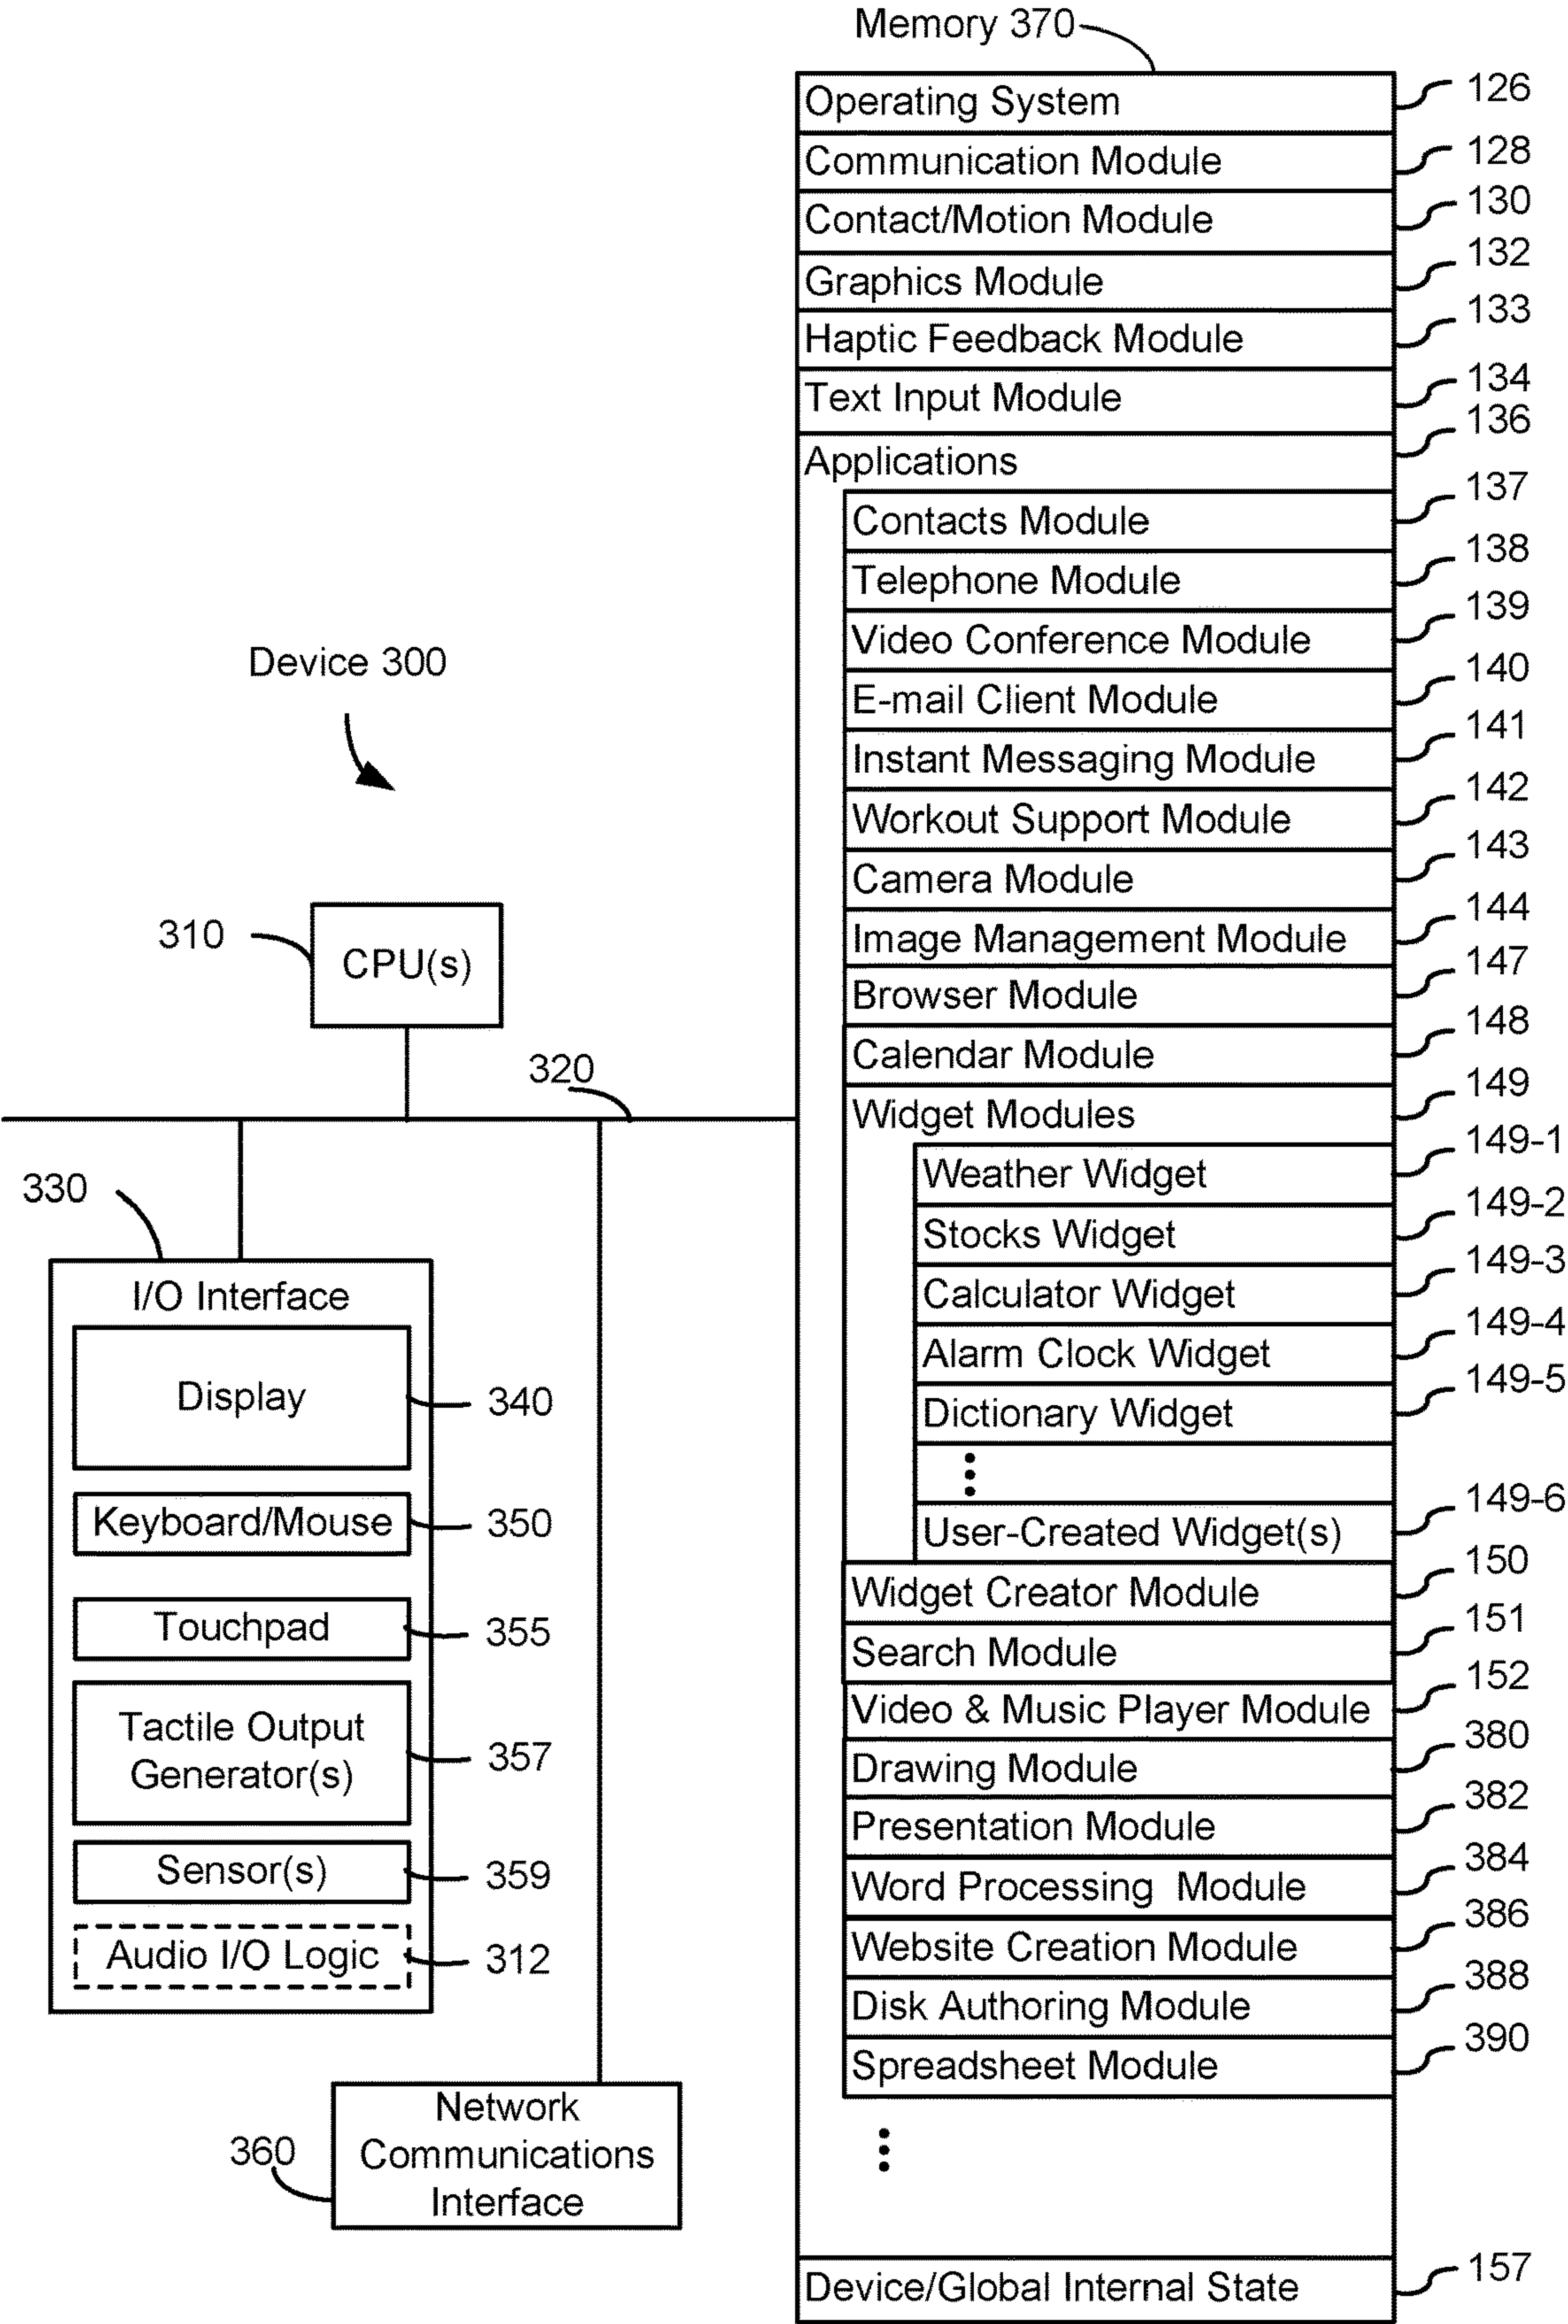 Memory 370
Operating System 126
Communication Module 128
Contact/Motion Module 130
Graphics Module 132
Haptic Feedback Module 133
Text Input Module 134
Applications 136
Contacts Module 137
Telephone Module 138
Video Conference Module 139
E-mail Client Module 140
Instant Messaging Module 141
Workout Support Module 142
Camera Module 143
Image Management Module 144
Browser Module 147
Calendar Module 148
Widget Modules 149
Weather Widget 149-1
Stocks Widget 149-2
Calculator Widget 149-3
Alarm Clock Widget 149-4
Dictionary Widget 149-5
User-Created Widget(s) 149-6
Widget Creator Module 150
Search Module 151
Video & Music Player Module 152
Drawing Module 380
Presentation Module 382
Word Processing Module 384
Website Creation Module 386
Disk Authoring Module 388
Spreadsheet Module 390
Device/Global Internal State 157
Device 300
310 CPU(s)
320
330
I/O Interface
Display 340
Keyboard/Mouse 350
Touchpad 355
Tactile Output
Generator(s) 357
Sensor(s) 359
Audio I/O Logic 312
360
Network
Communications
Interface